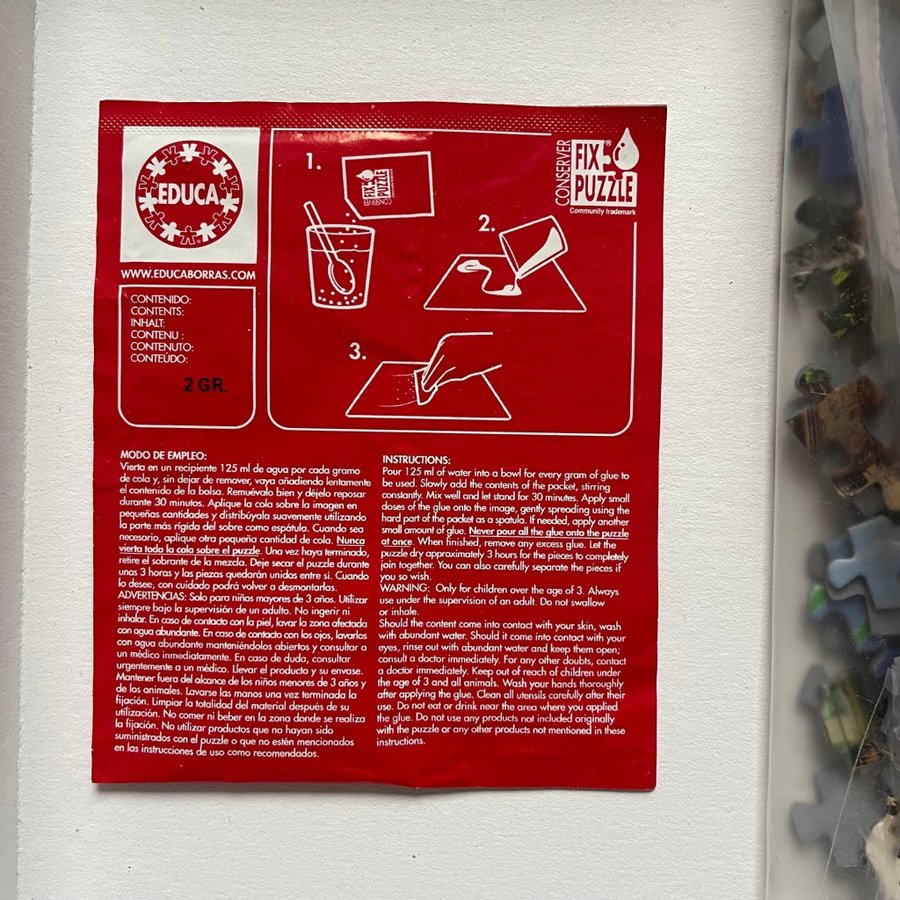 EDUCA
WWW.EDUCABORRAS.COM
CONTENIDO:
CONTENTS:
INHALT:
CONTENU :
CONTENUTO:
CONTEÚDO:
2 GR.
1.
FIX
PUZZLE
CONSERVER
2.
3.
CONSERVER
FIX
PUZZLE
Community trademark
MODO DE EMPLEO:
Vierta en un recipiente 125 ml de agua por cada gramo
de cola y, sin dejar de remover, vaya añadiendo lentamente
el contenido de la bolsa. Remuévalo bien y déjelo reposar
durante 30 minutos. Aplique la cola sobre la imagen en
pequeñas cantidades y distribúyala suavemente utilizando
la parte más rígida del sobre como espátula. Cuando sea
necesario, aplique otra pequeña cantidad de cola. Nunca
vierta toda la cola sobre el puzzle. Una vez haya terminado,
retire el sobrante de la mezcla. Deje secar el puzzle durante
unas 3 horas y las piezas quedarán unidas entre sí. Cuando
lo desee, con cuidado podrá volver a desmontarlas.
ADVERTENCIAS: Solo para niños mayores de 3 años. Utilizar
siempre bajo la supervisión de un adulto. No ingerir ni
inhalar. En caso de contacto con la piel, lavar la zona afectada
con agua abundante. En caso de contacto con los ojos, lavarlos
con agua abundante manteniéndolos abiertos y consultar a
un médico inmediatamente. En caso de duda, consultar
urgentemente a un médico. Llevar el producto y su envase.
Mantener fuera del alcance de los niños menores de 3 años y
de los animales. Lavarse las manos una vez terminada la
fijación. Limpiar la totalidad del material después de su
utilización. No comer ni beber en la zona donde se realiza
la fijación. No utilizar productos que no hayan sido
suministrados con el puzzle o que no estén mencionados
en las instrucciones de uso como recomendados.
INSTRUCTIONS:
Pour 125 ml of water into a bowl for every gram of glue to
be used. Slowly add the contents of the packet, stirring
constantly. Mix well and let stand for 30 minutes. Apply small
doses of the glue onto the image, gently spreading using the
hard part of the packet as a spatula. If needed, apply another
small amount of glue. Never pour all the glue onto the puzzle
at once. When finished, remove any excess glue. Let the
puzzle dry approximately 3 hours for the pieces to completely
join together. You can also carefully separate the pieces if
you so wish.
WARNING: Only for children over the age of 3. Always
use under the supervision of an adult. Do not swallow
or inhale.
Should the content come into contact with your skin, wash
with abundant water. Should it come into contact with your
eyes, rinse out with abundant water and keep them open;
consult a doctor immediately. For any other doubts, contact
a doctor immediately. Keep out of reach of children under
the age of 3 and all animals. Wash your hands thoroughly
after applying the glue. Clean all utensils carefully after their
use. Do not eat or drink near the area where you applied
the glue. Do not use any products not included originally
with the puzzle or any other products not mentioned in these
instructions.